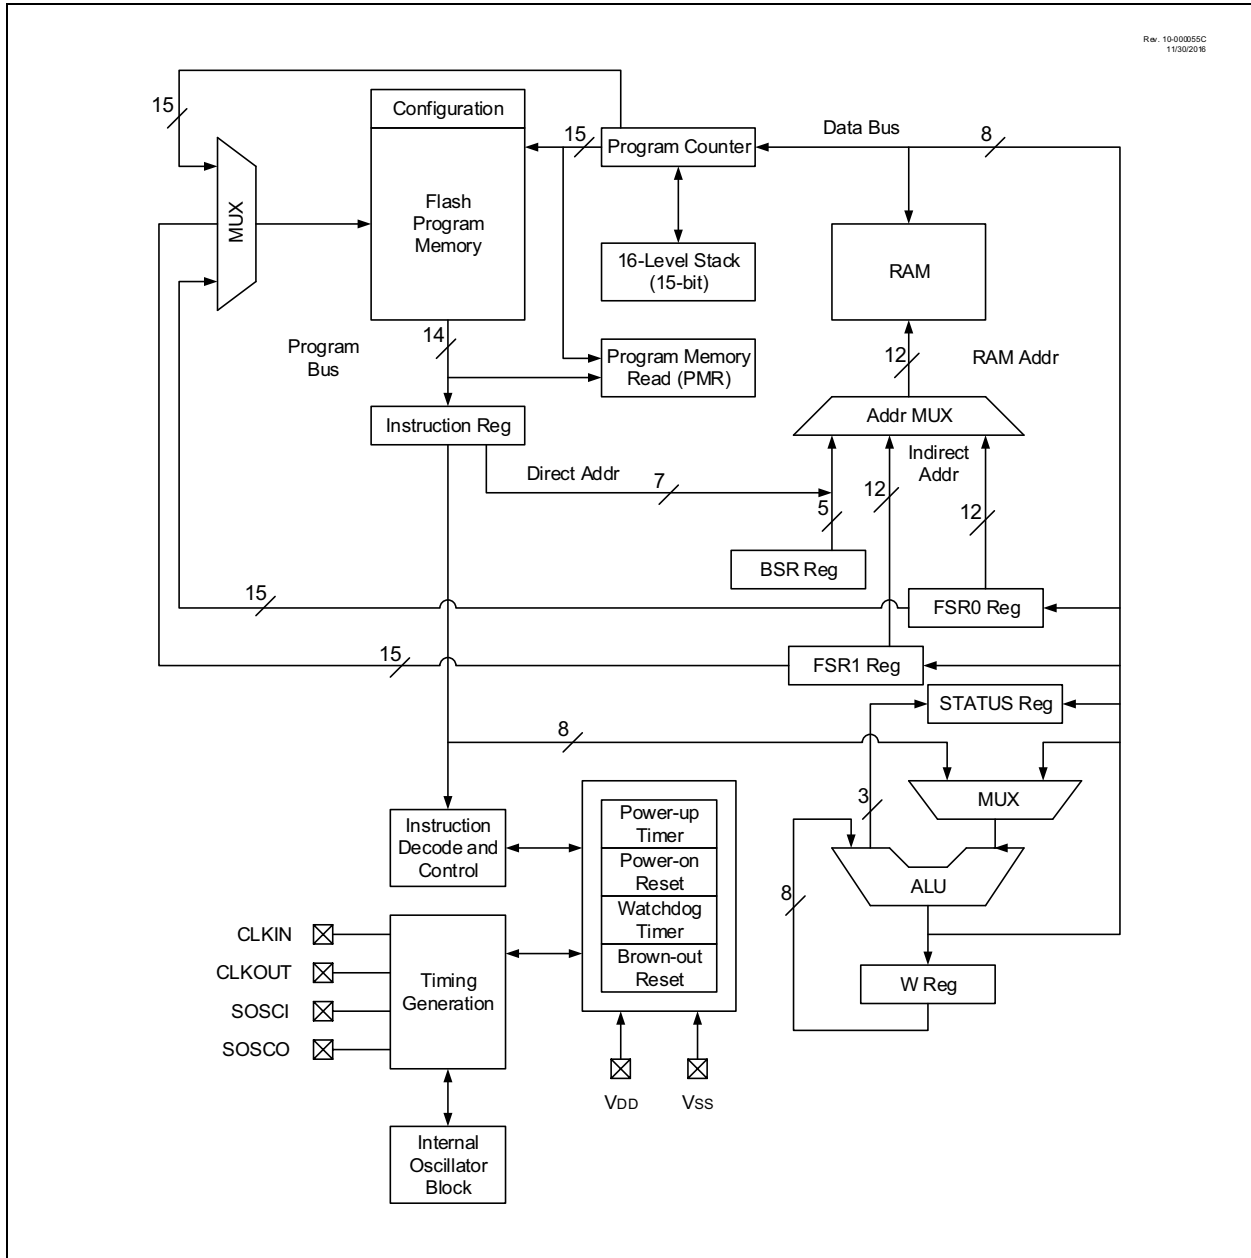 Rev. 10-000055C
11/30/2016
15
Configuration
15
Program Counter
Data Bus
8
MUX
Flash
Program
Memory
16-Level Stack
(15-bit)
RAM
Program
Bus
14
Program Memory
Read (PMR)
12
RAM Addr
Instruction Reg
Addr MUX
Direct Addr
7
Indirect
Addr
5
12
12
BSR Reg
15
FSR0 Reg
15
FSR1 Reg
STATUS Reg
8
MUX
3
Instruction
Decode and
Control
Power-up
Timer
Power-on
Reset
Watchdog
Timer
Brown-out
Reset
8
ALU
W Reg
CLKIN
CLKOUT
SOSCI
SOSCO
Timing
Generation
VDD
VSS
Internal
Oscillator
Block